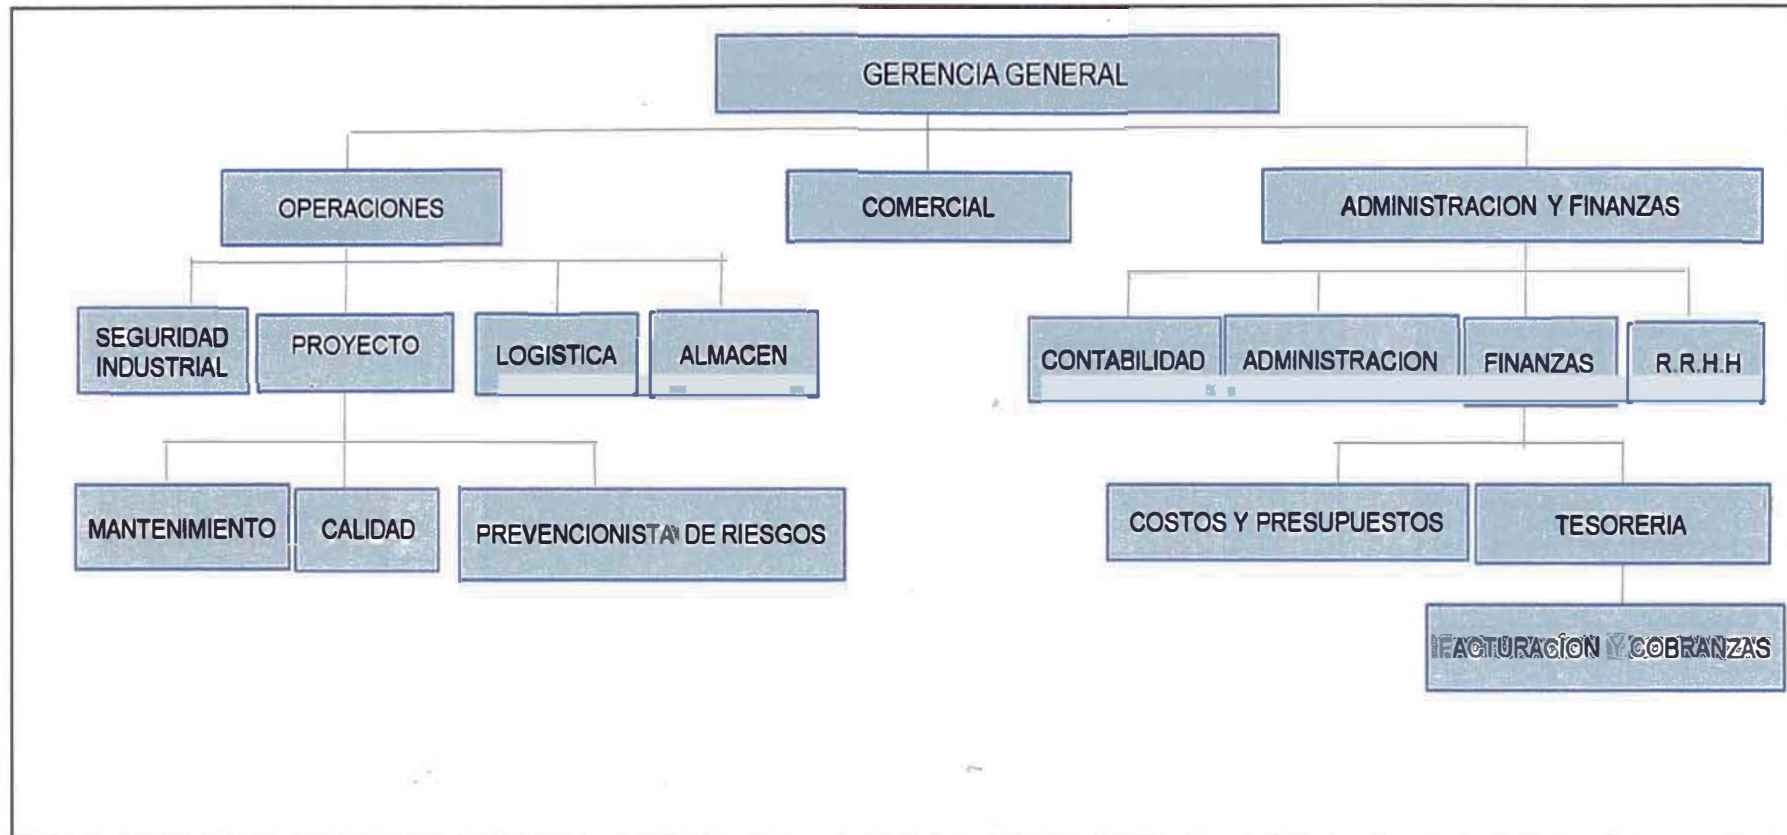 GERENCIA GENERAL
OPERACIONES
COMERCIAL
ADMINISTRACION Y FINANZAS
SEGURIDAD
INDUSTRIAL
PROYECTO
LOGISTICA
ALMACEN
CONTABILIDAD
ADMINISTRACION
FINANZAS
R.R.H.H
MANTENIMIENTO
CALIDAD
PREVENCIONISTA DE RIESGOS
COSTOS Y PRESUPUESTOS
TESORERIA
FACTURACION Y COBRANZAS